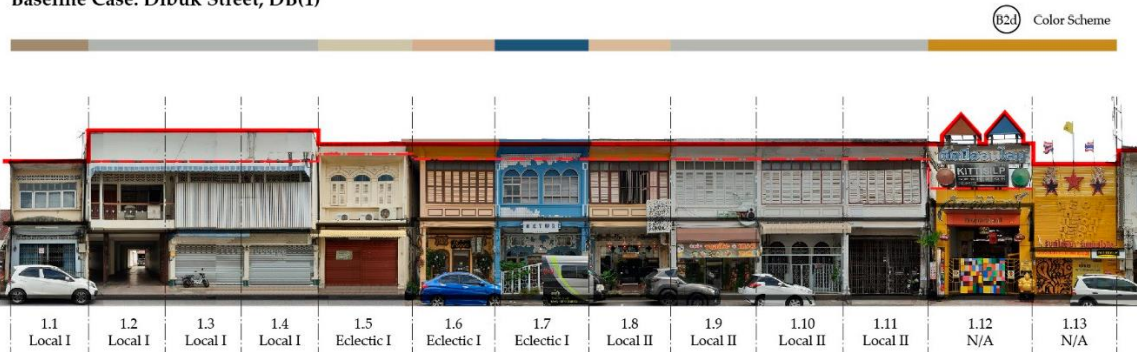 Baseline Case: Dibuk Street, DB(1)
B2d Color Scheme
KITTISILP
1.1 1.2 1.3 1.4 1.5 1.6 1.7 1.8 1.9 1.10 1.11 1.12 1.13
Local I Local I Local I Local I Eclectic I Eclectic I Eclectic I Local II Local II Local II Local II N/A N/A